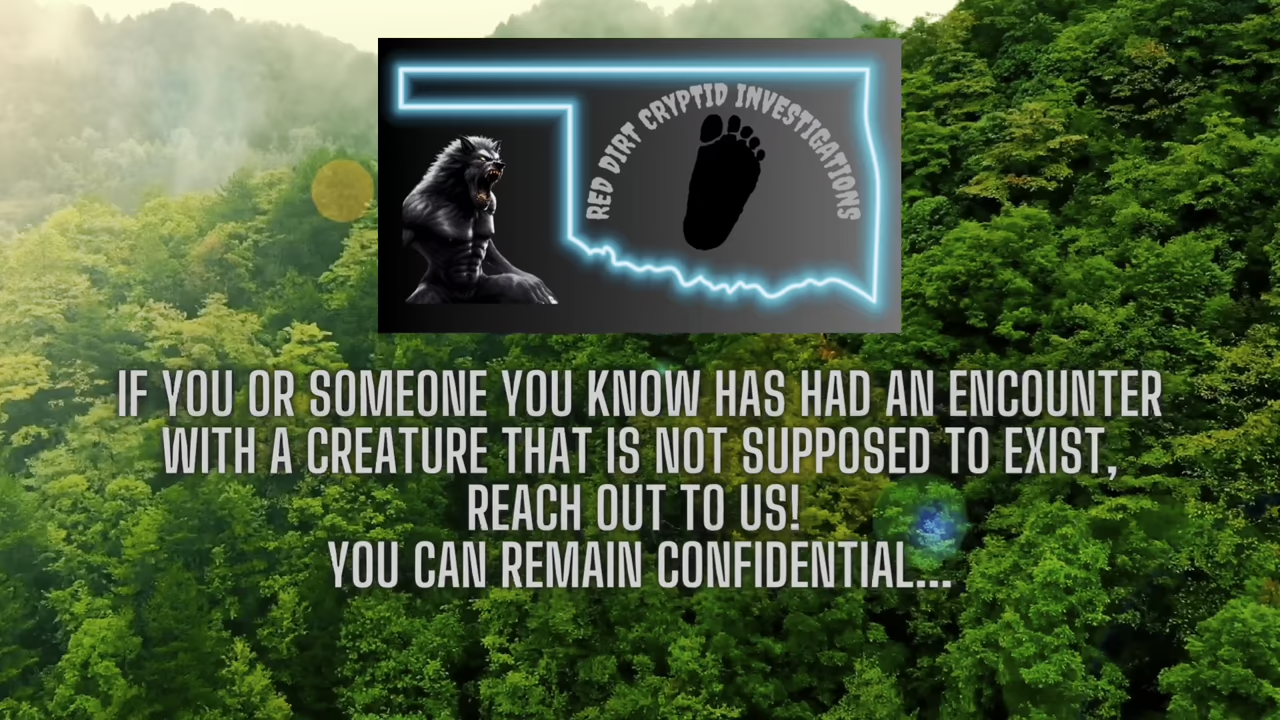 RED DIRT CRYPTID INVESTIGATIONS
IF YOU OR SOMEONE YOU KNOW HAS HAD AN ENCOUNTER
WITH A CREATURE THAT IS NOT SUPPOSED TO EXIST,
REACH OUT TO US!
YOU CAN REMAIN CONFIDENTIAL...